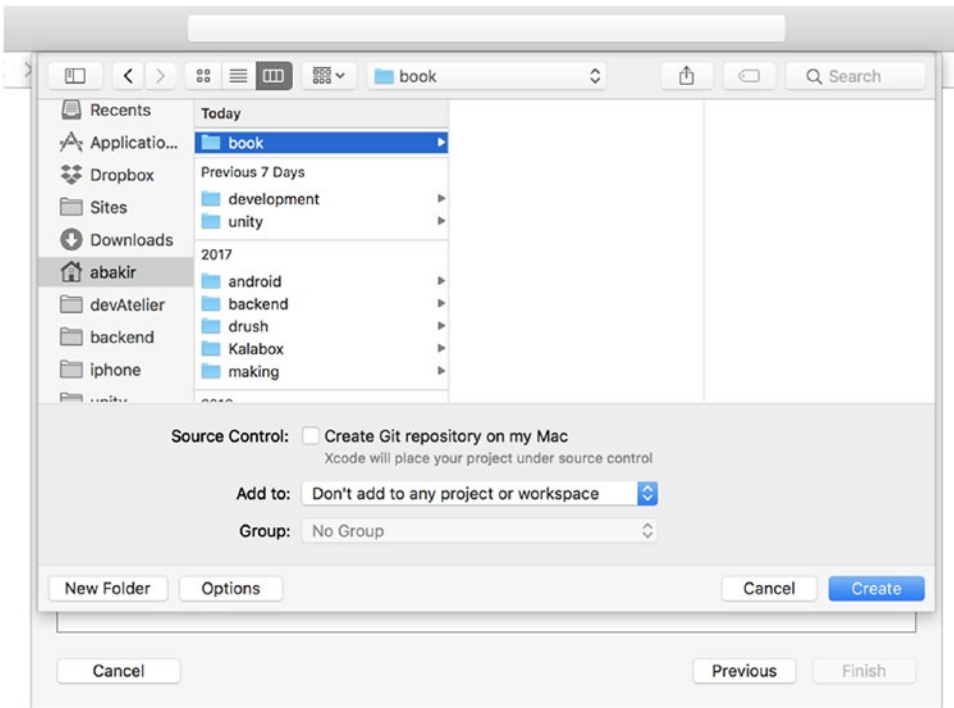 book
Search
Recents
Applicatio...
Dropbox
Sites
Downloads
abakir
devAtelier
backend
iphone
unity
Today
book
Previous 7 Days
development
unity
2017
android
backend
drush
Kalabox
making
Source Control: Create Git repository on my Mac
Xcode will place your project under source control
Add to: Don't add to any project or workspace
Group: No Group
New Folder Options Cancel Create
Cancel Previous Finish